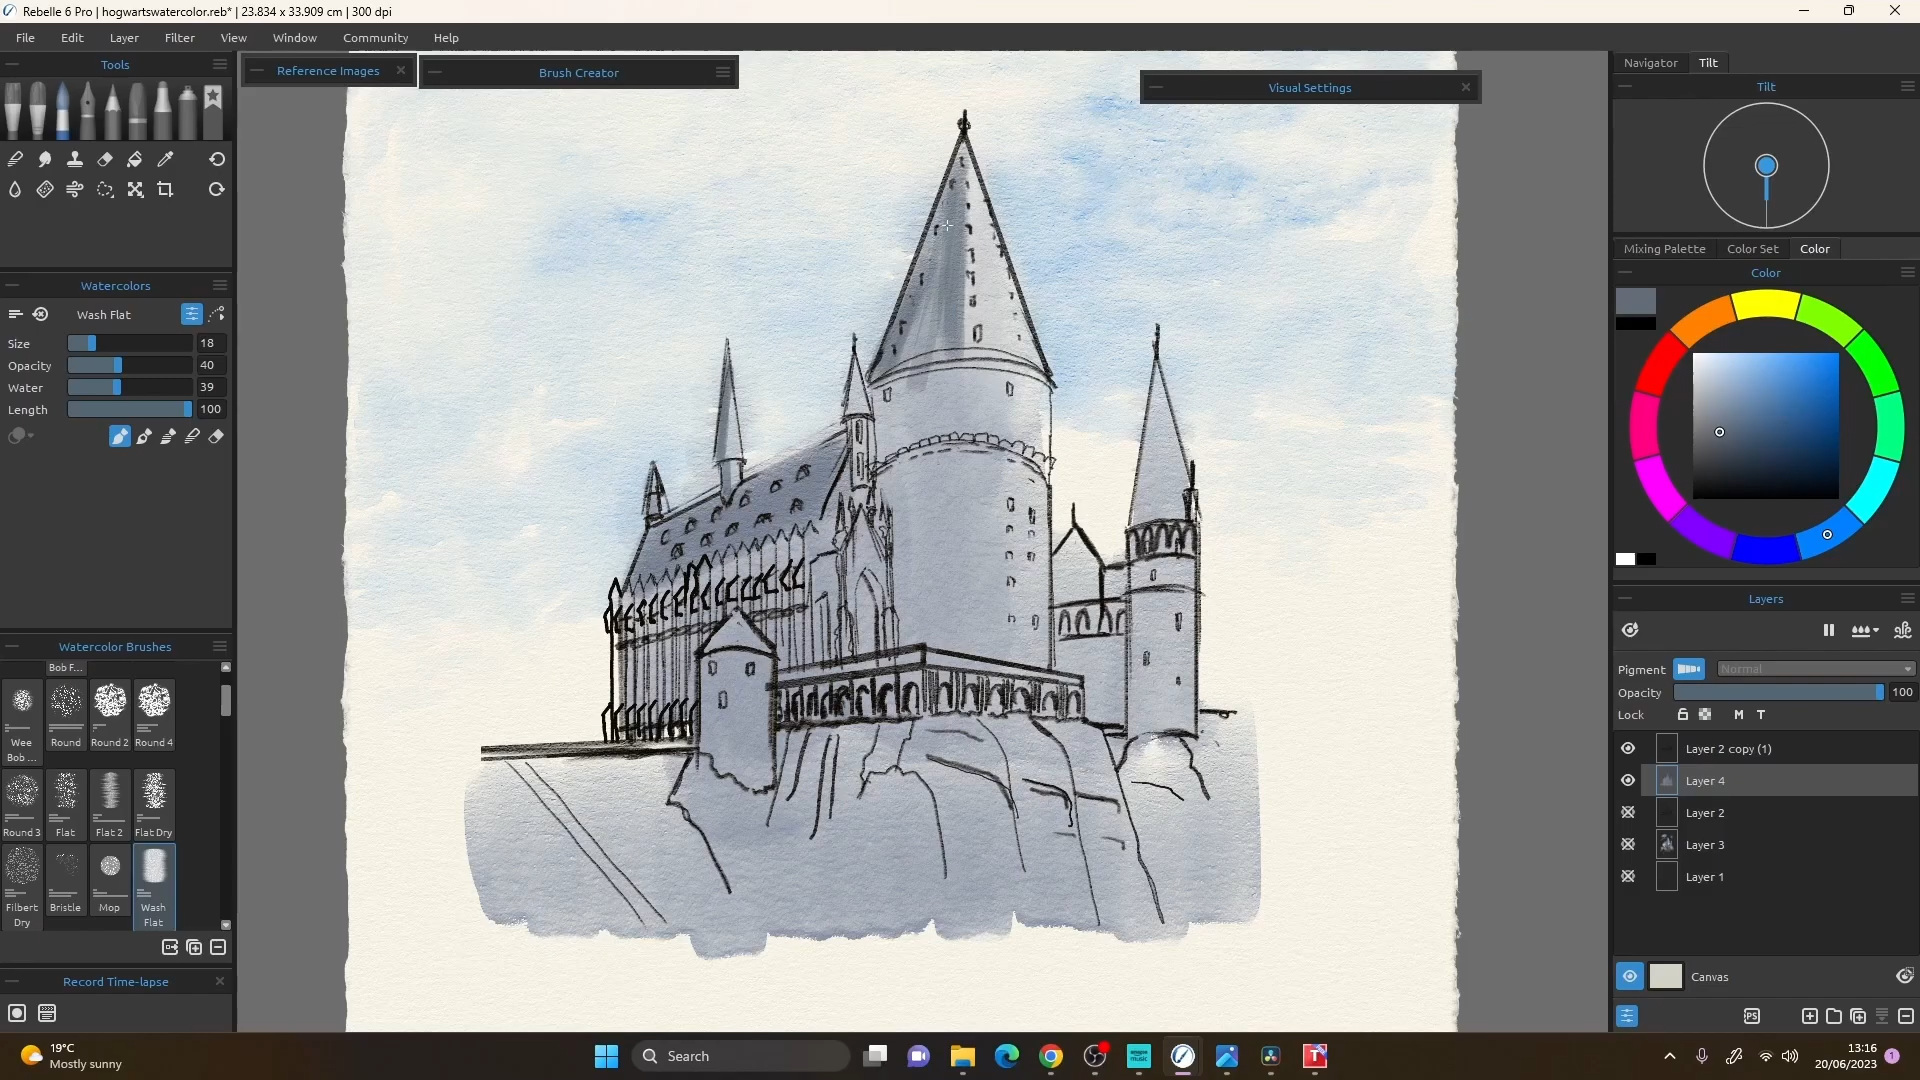 Rebelle 6 Pro | hogwartswatercolor.reb* | 23.834 x 33.909 cm | 300 dpi
File Edit Layer Filter View Window Community Help
Tools
Reference Images
Brush Creator
Visual Settings
Navigator Tilt
Tilt
Mixing Palette Color Set Color
Color
Watercolors
Wash Flat
Size 18
Opacity 40
Water 39
Length 100
Watercolor Brushes
Bob F...
Wee Bob ...
Round
Round 2
Round 4
Round 3
Flat
Flat 2
Flat Dry
Filbert Dry
Bristle
Mop
Wash Flat
Record Time-lapse
Layers
Pigment Normal
Opacity 100
Lock M T
Layer 2 copy (1)
Layer 4
Layer 2
Layer 3
Layer 1
Canvas
PS
19°C
Mostly sunny
Search
amazon music
T
13:16
20/06/2023
1